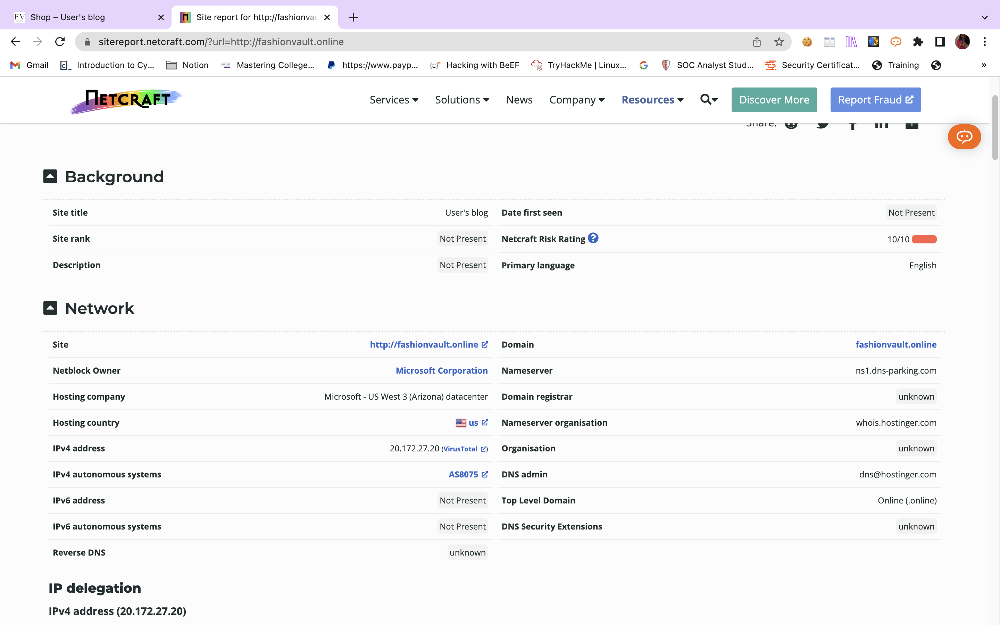 FV Shop – User's blog
Site report for http://fashionvau
sitereport.netcraft.com/?url=http://fashionvault.online
Gmail Introduction to Cy... Notion Mastering College... https://www.payp... Hacking with BeEF TryHackMe | Linux... SOC Analyst Stud... Security Certificat... Training »
NETCRAFT Services Solutions News Company Resources Discover More Report Fraud
Share:
Background
Site title User's blog Date first seen Not Present
Site rank Not Present Netcraft Risk Rating ? 10/10
Description Not Present Primary language English
Network
Site http://fashionvault.online Domain fashionvault.online
Netblock Owner Microsoft Corporation Nameserver ns1.dns-parking.com
Hosting company Microsoft - US West 3 (Arizona) datacenter Domain registrar unknown
Hosting country us Nameserver organisation whois.hostinger.com
IPv4 address 20.172.27.20 (VirusTotal) Organisation unknown
IPv4 autonomous systems AS8075 DNS admin dns@hostinger.com
IPv6 address Not Present Top Level Domain Online (.online)
IPv6 autonomous systems Not Present DNS Security Extensions unknown
Reverse DNS unknown
IP delegation
IPv4 address (20.172.27.20)